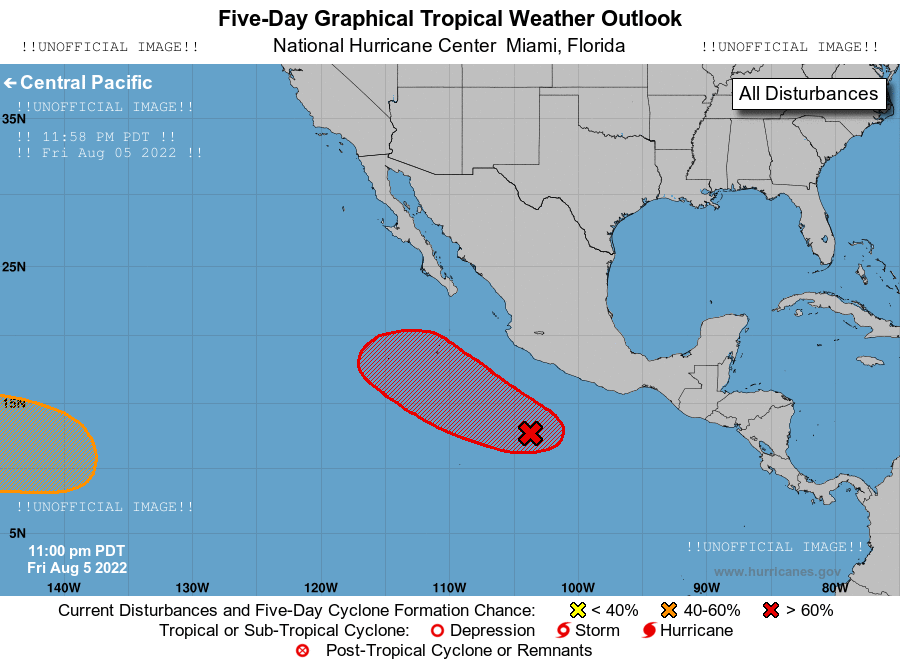 Five-Day Graphical Tropical Weather Outlook
!!UNOFFICIAL IMAGE!! National Hurricane Center Miami, Florida !!UNOFFICIAL IMAGE!!
← Central Pacific
All Disturbances
!!UNOFFICIAL IMAGE!!
35N
!! 11:58 PM PDT !!
!! Fri Aug 05 2022 !!
25N
15N
!!UNOFFICIAL IMAGE!!
5N
!!UNOFFICIAL IMAGE!!
11:00 pm PDT
Fri Aug 5 2022
www.hurricanes.gov
140W 130W 120W 110W 100W 90W 80W
Current Disturbances and Five-Day Cyclone Formation Chance: < 40% 40-60% > 60%
Tropical or Sub-Tropical Cyclone: Depression Storm Hurricane
Post-Tropical Cyclone or Remnants